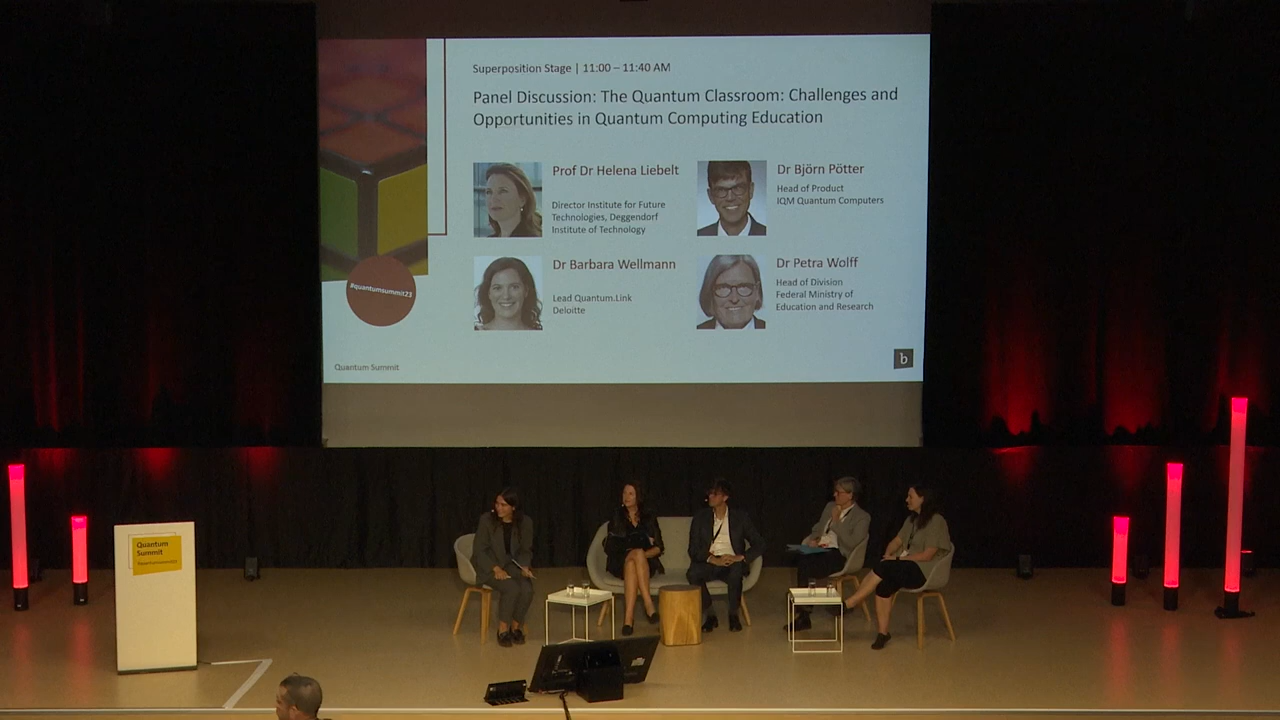 Superposition Stage | 11:00 – 11:40 AM
Panel Discussion: The Quantum Classroom: Challenges and
Opportunities in Quantum Computing Education
Prof Dr Helena Liebelt
Director Institute for Future
Technologies, Deggendorf
Institute of Technology
Dr Björn Pötter
Head of Product
IQM Quantum Computers
Dr Barbara Wellmann
Lead Quantum.Link
Deloitte
Dr Petra Wolff
Head of Division
Federal Ministry of
Education and Research
#quantumsummit23
Quantum Summit
b
Quantum
Summit
#quantumsummit23